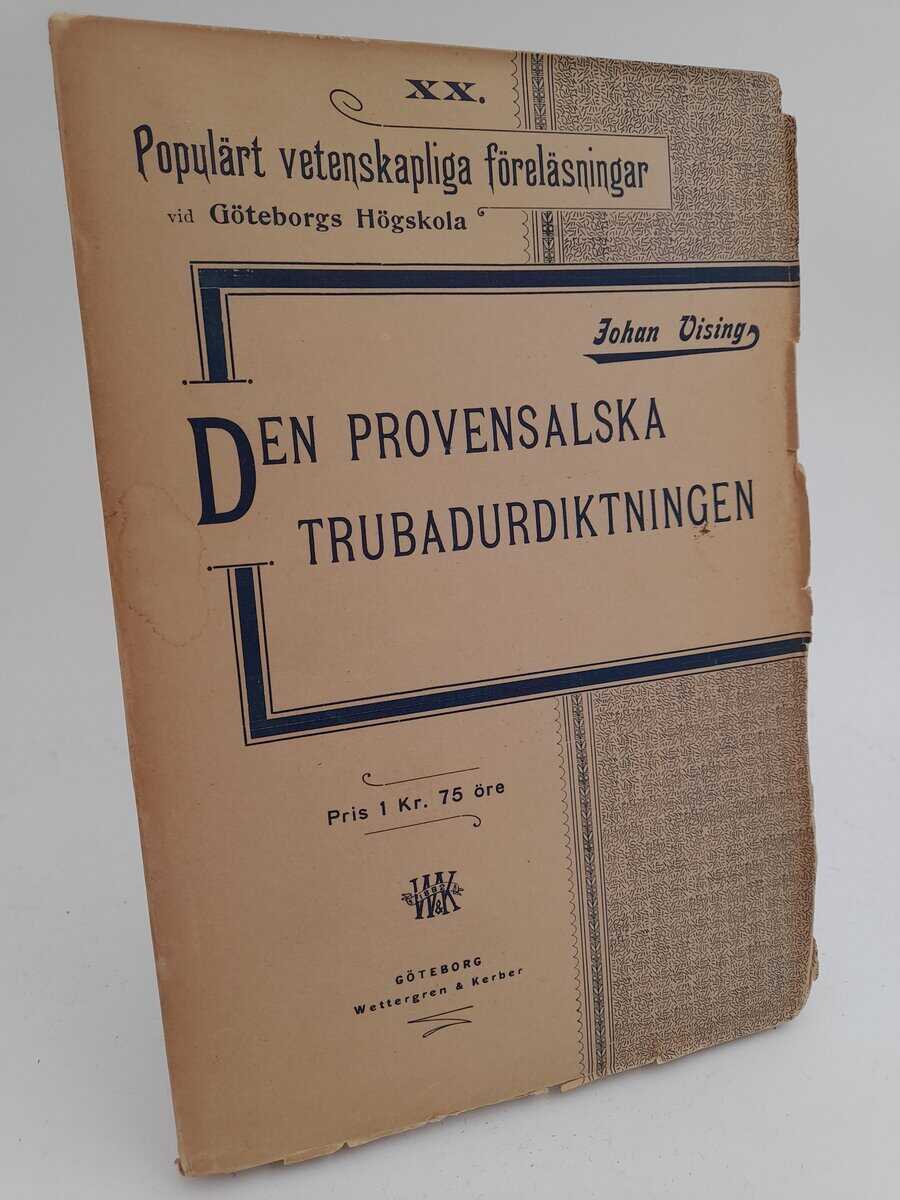 XX.
Populärt vetenskapliga föreläsningar
vid Göteborgs Högskola
Johan Vising
DEN PROVENSALSKA
TRUBADURDIKTNINGEN
Pris 1 Kr. 75 öre
1882
W&K
GÖTEBORG
Wettergren & Kerber